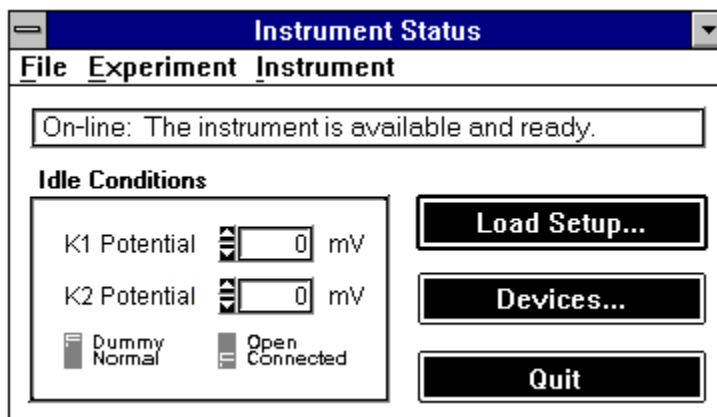 Instrument Status
File Experiment Instrument
On-line: The instrument is available and ready.
Idle Conditions
K1 Potential 0 mV
K2 Potential 0 mV
Dummy
Normal
Open
Connected
Load Setup...
Devices...
Quit